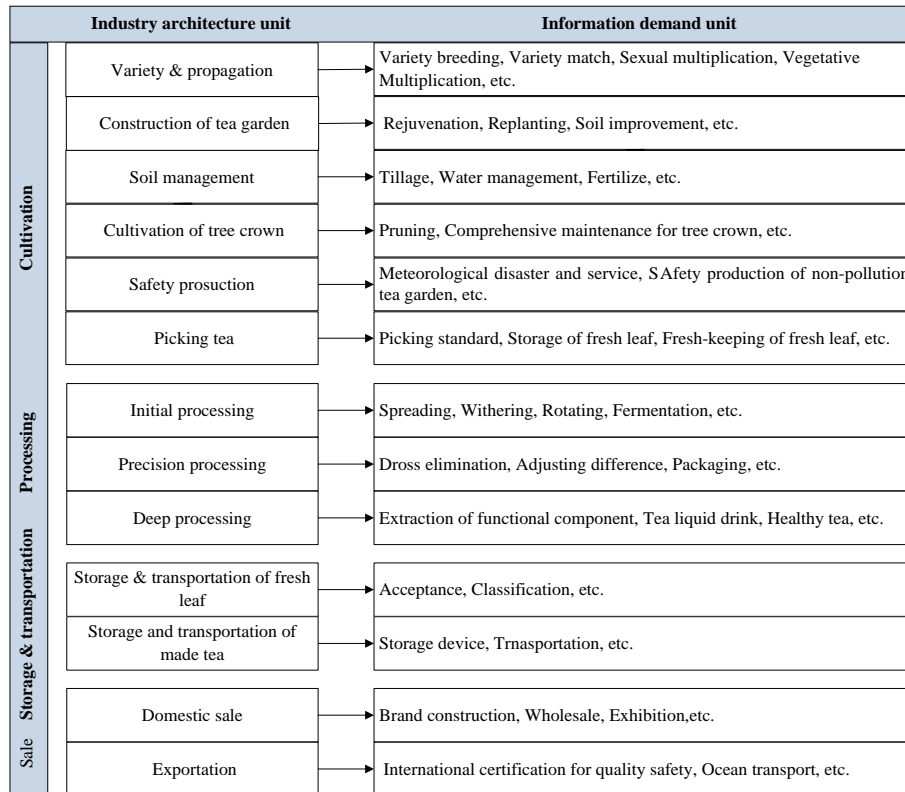 Industry architecture unit
Information demand unit
Cultivation
Variety & propagation
Variety breeding, Variety match, Sexual multiplication, Vegetative
Multiplication, etc.
Construction of tea garden
Rejuvenation, Replanting, Soil improvement, etc.
Soil management
Tillage, Water management, Fertilize, etc.
Cultivation of tree crown
Pruning, Comprehensive maintenance for tree crown, etc.
Safety prosuction
Meteorological disaster and service, SAfety production of non-pollution
tea garden, etc.
Picking tea
Picking standard, Storage of fresh leaf, Fresh-keeping of fresh leaf, etc.
Processing
Initial processing
Spreading, Withering, Rotating, Fermentation, etc.
Precision processing
Dross elimination, Adjusting difference, Packaging, etc.
Deep processing
Extraction of functional component, Tea liquid drink, Healthy tea, etc.
Storage & transportation
Storage & transportation of fresh
leaf
Acceptance, Classification, etc.
Storage and transportation of
made tea
Storage device, Trnasportation, etc.
Sale
Domestic sale
Brand construction, Wholesale, Exhibition,etc.
Exportation
International certification for quality safety, Ocean transport, etc.